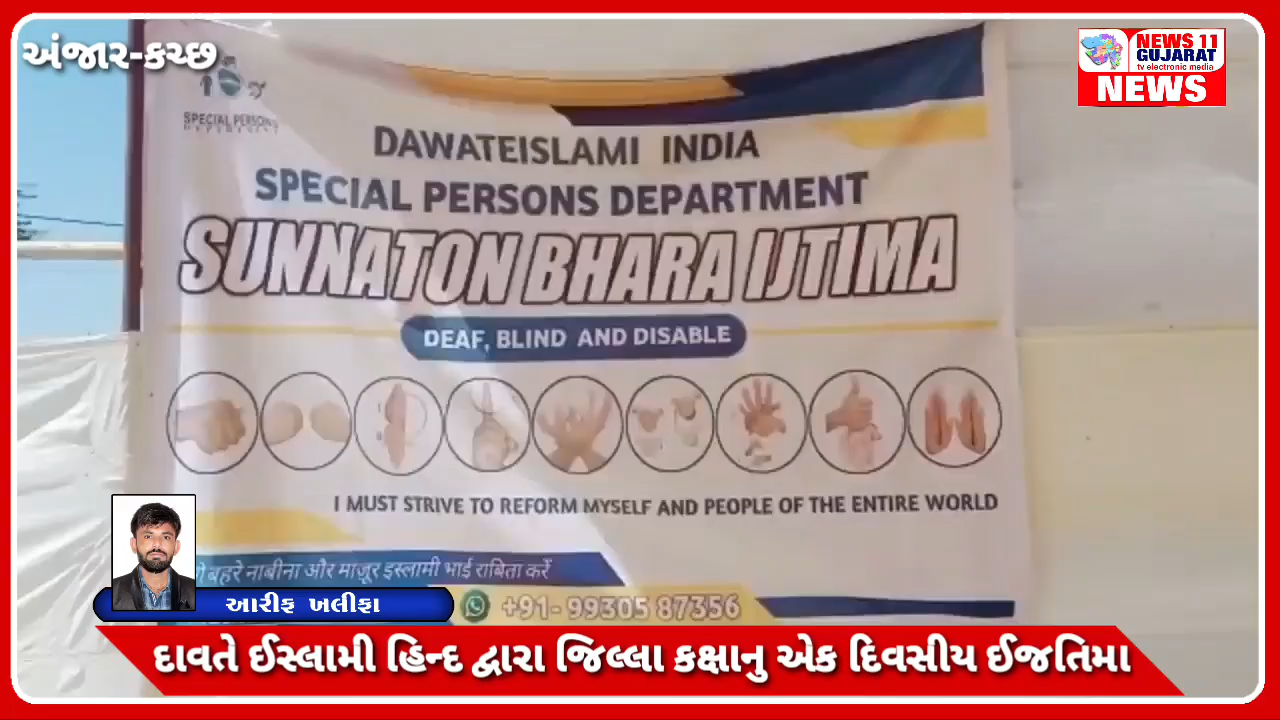 અંજાર-કચ્છ
NEWS 11
GUJARAT
tv electronic media
NEWS
SPECIAL PERSONS
DEPARTMENT
DAWATEISLAMI INDIA
SPECIAL PERSONS DEPARTMENT
SUNNATON BHARA IJTIMA
DEAF, BLIND AND DISABLE
I MUST STRIVE TO REFORM MYSELF AND PEOPLE OF THE ENTIRE WORLD
बहरे नाबीना और माज़ूर इस्लामी भाई राबिता करें
+91- 99305 87356
આરીફ ખલીફા
દાવતે ઈસ્લામી હિન્દ દ્વારા જિલ્લા કક્ષાનુ એક દિવસીય ઈજતિમા